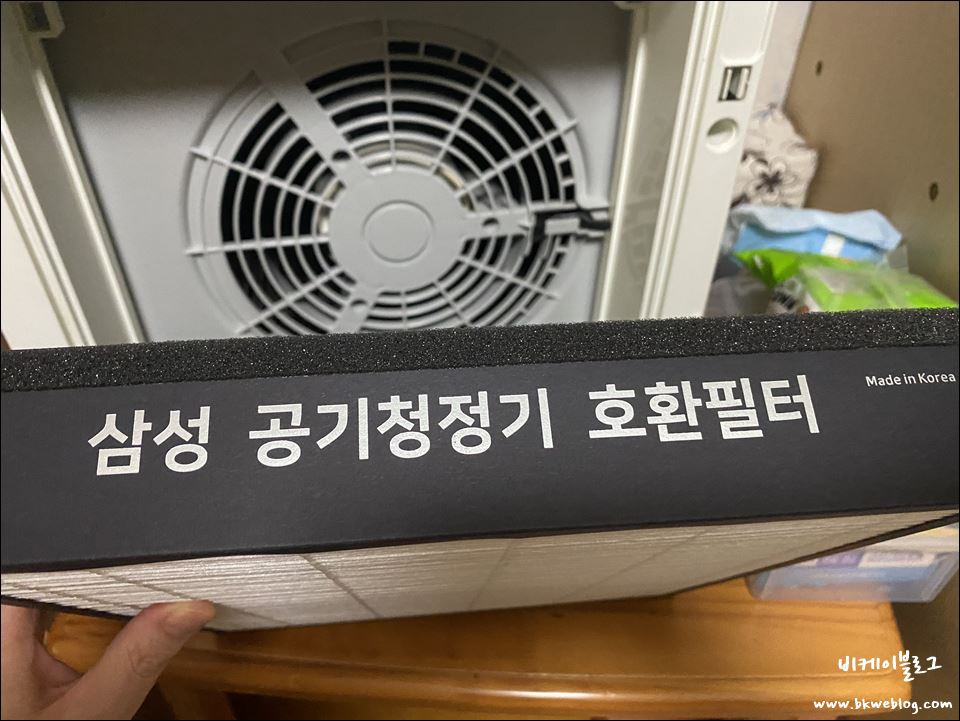 Made in Korea
삼성 공기청정기 호환필터
비케이블로그
www.bkweblog.com